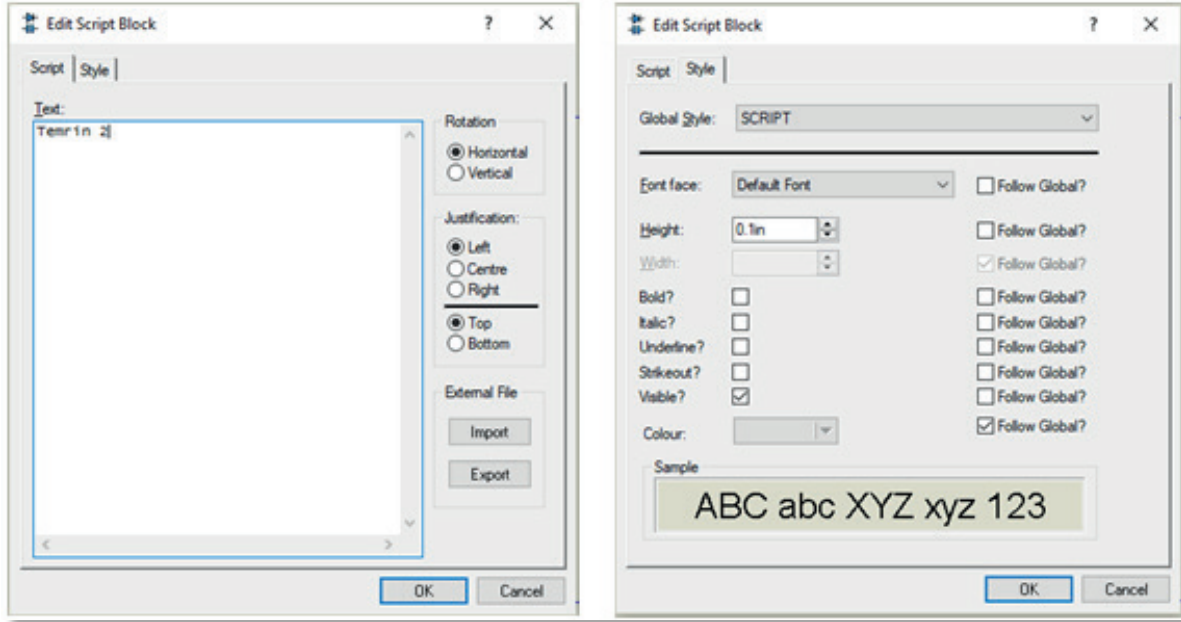 Edit Script Block ?
Script Style
Text:
Temrin 2
Rotation
Horizontal
Vertical
Justification:
Left
Centre
Right
Top
Bottom
External File
Import
Export
OK Cancel
Edit Script Block ?
Script Style
Global Style: SCRIPT
Font face: Default Font Follow Global?
Height: 0.1in Follow Global?
Width: Follow Global?
Bold? Follow Global?
Italic? Follow Global?
Underline? Follow Global?
Strikeout? Follow Global?
Visible? Follow Global?
Colour: Follow Global?
Sample
ABC abc XYZ xyz 123
OK Cancel